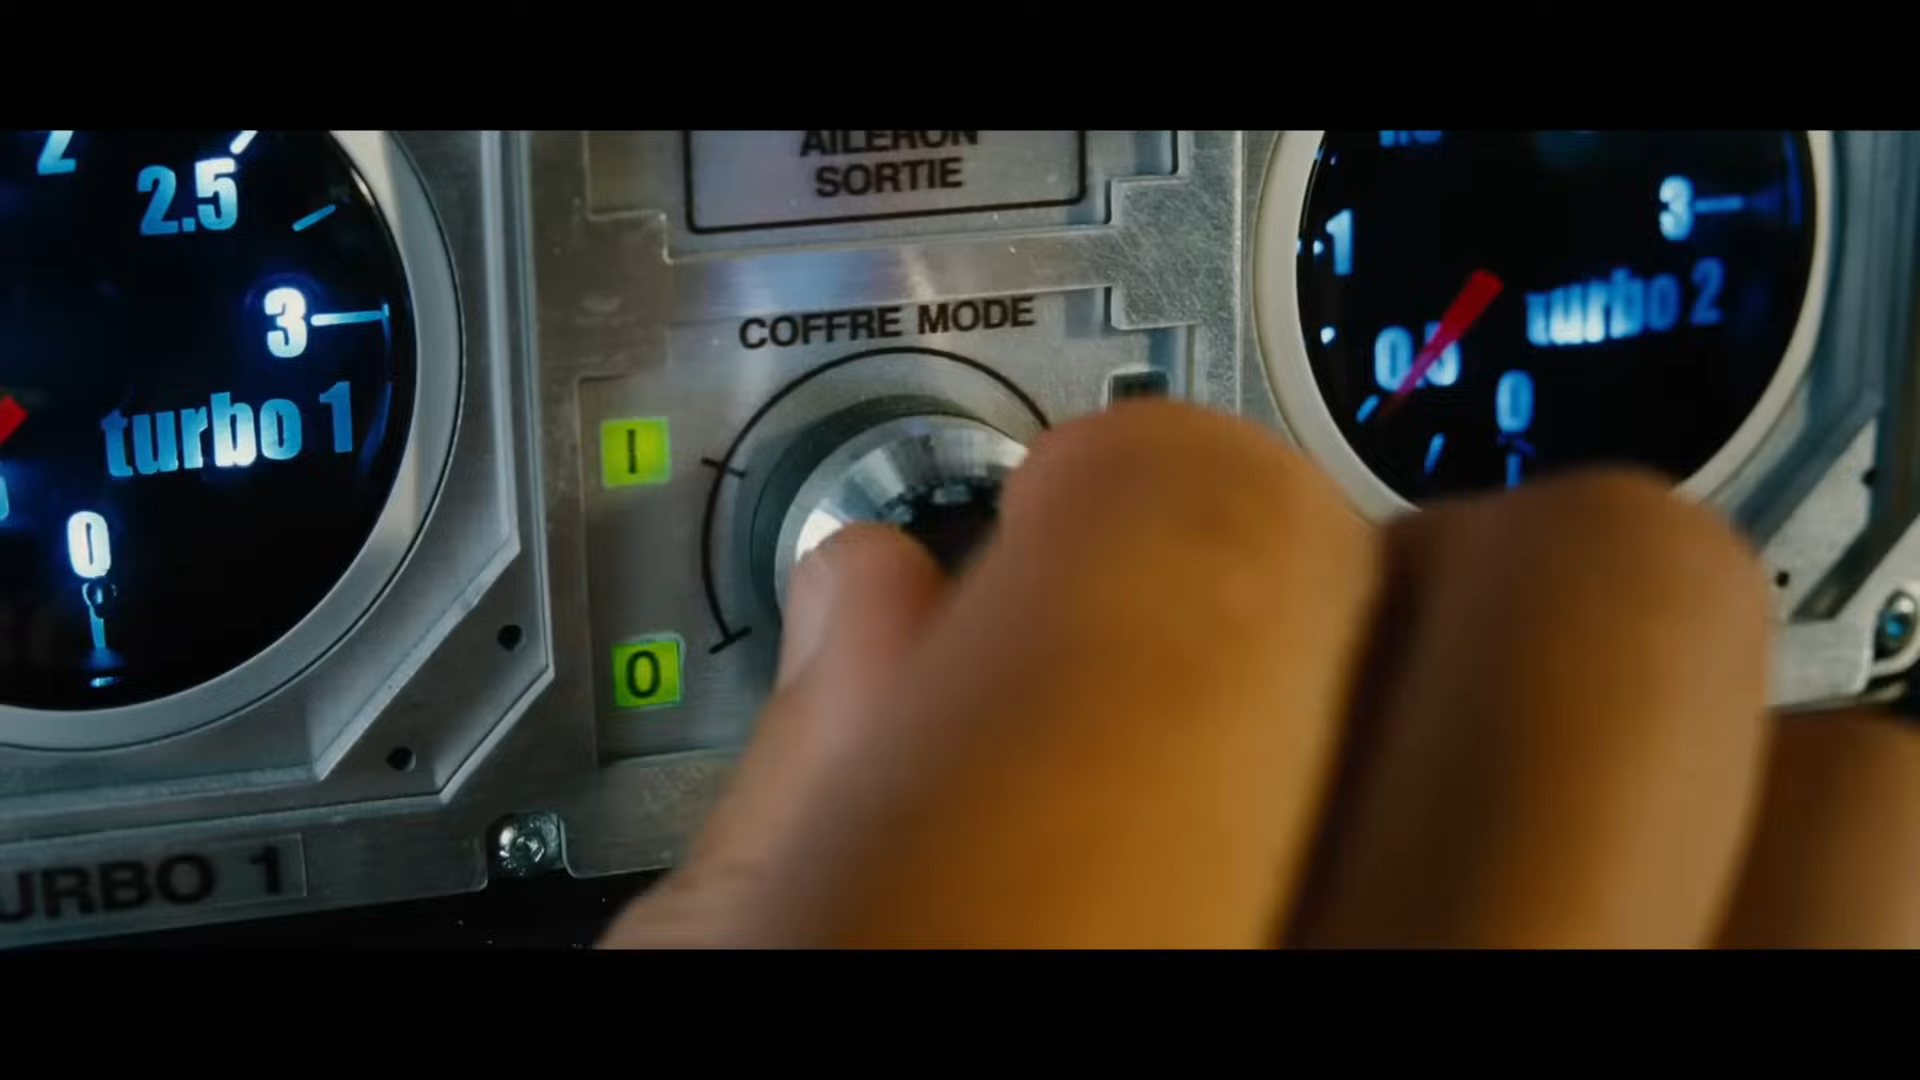 2
2.5
3
turbo 1
0
URBO 1
AILERON
SORTIE
COFFRE MODE
I
0
1
0.5
0
3
turbo 2